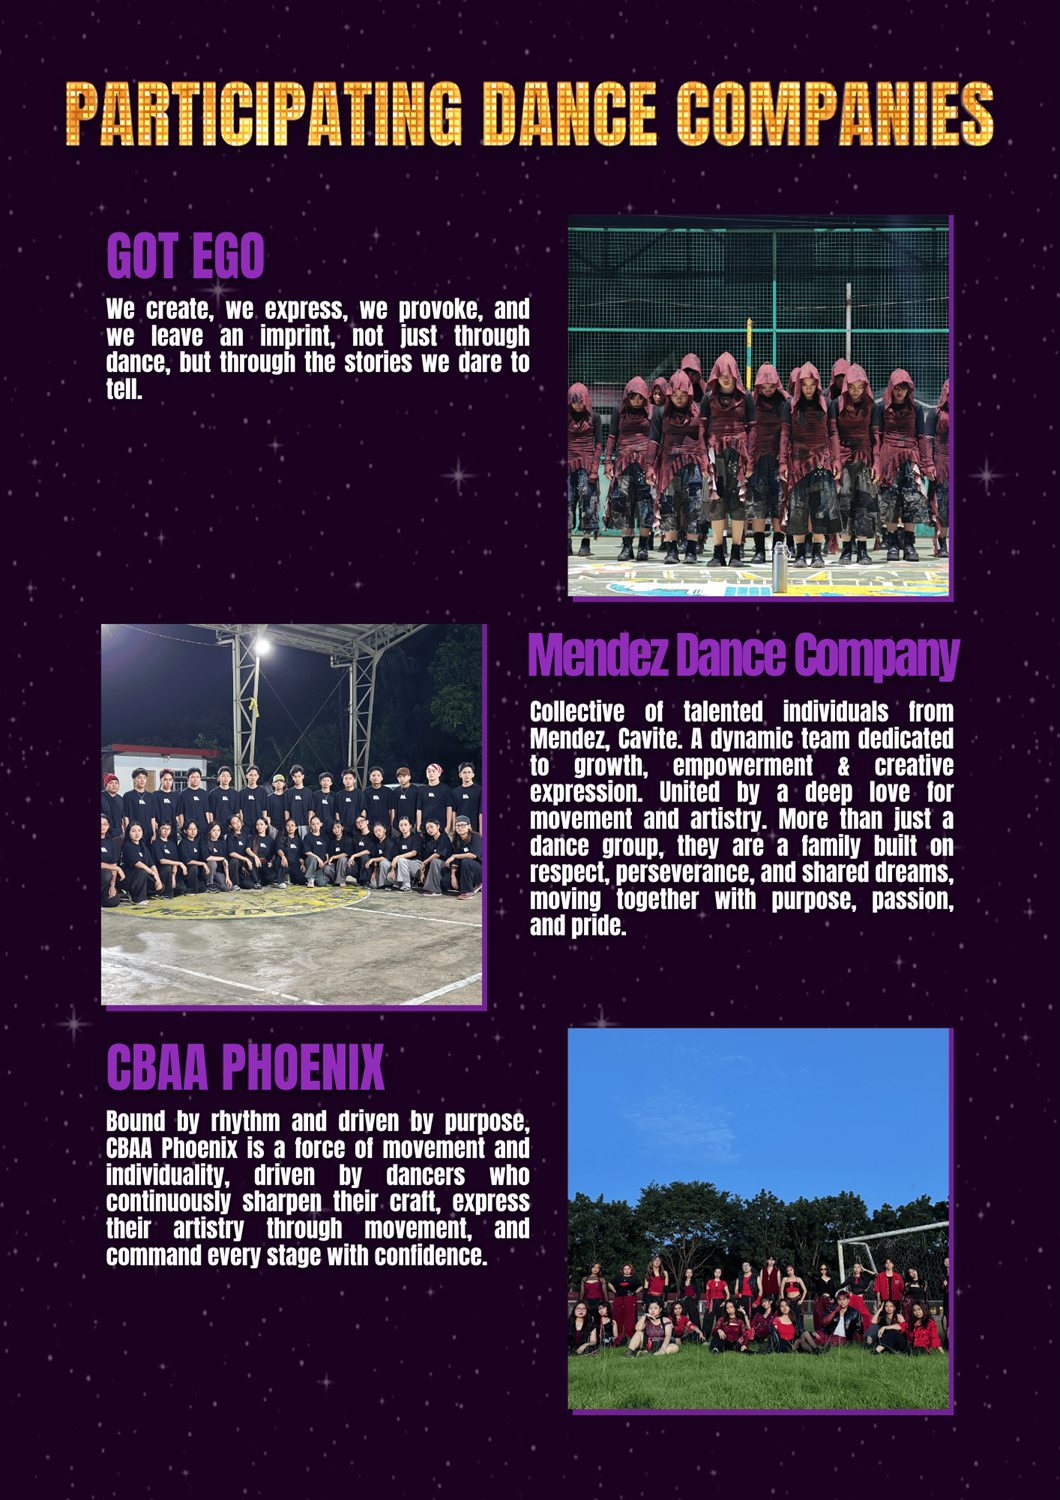 PARTICIPATING DANCE COMPANIES
GOT EGO
We create, we express, we provoke, and
we leave an imprint, not just through
dance, but through the stories we dare to
tell.
Mendez Dance Company
Collective of talented individuals from
Mendez, Cavite. A dynamic team dedicated
to growth, empowerment & creative
expression. United by a deep love for
movement and artistry. More than just a
dance group, they are a family built on
respect, perseverance, and shared dreams,
moving together with purpose, passion,
and pride.
CBAA PHOENIX
Bound by rhythm and driven by purpose,
CBAA Phoenix is a force of movement and
individuality, driven by dancers who
continuously sharpen their craft, express
their artistry through movement, and
command every stage with confidence.